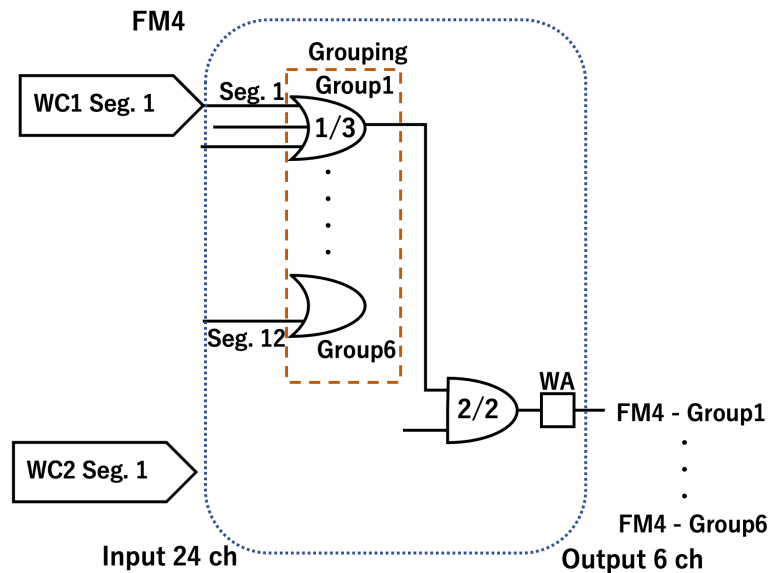 FM4
Grouping
WC1 Seg. 1
Seg. 1
Group1
1/3
Seg. 12
Group6
WA
2/2
FM4 - Group1
WC2 Seg. 1
FM4 - Group6
Input 24 ch
Output 6 ch